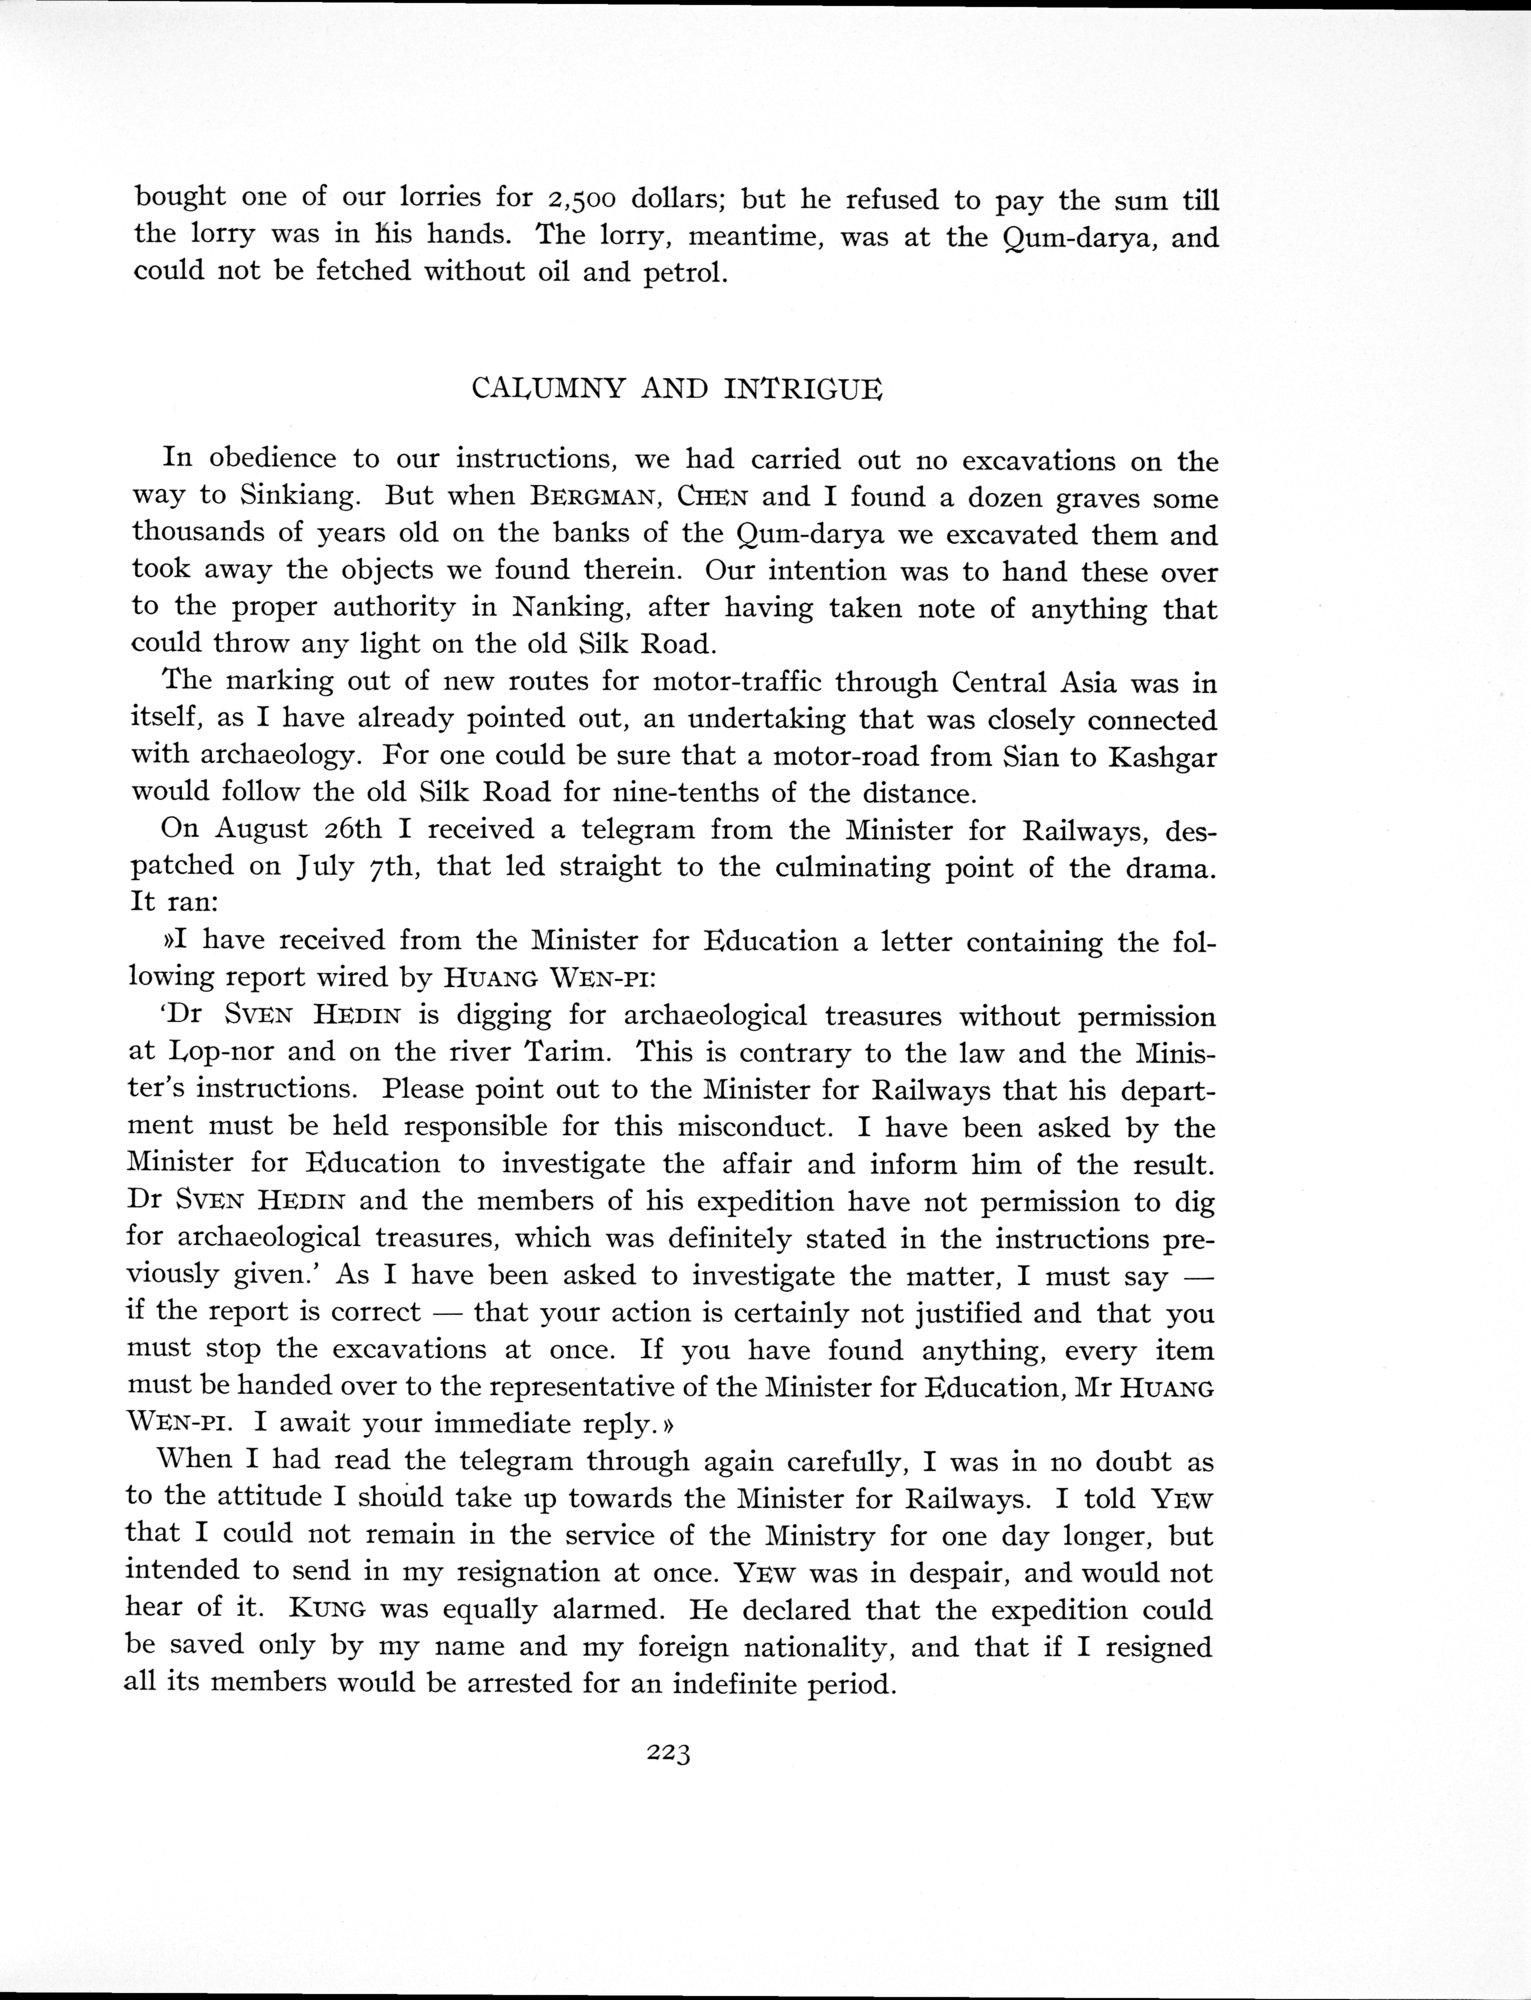 bought one of our lorries for 2,500 dollars; but he refused to pay the sum till
the lorry was in his hands. The lorry, meantime, was at the Qum-darya, and
could not be fetched without oil and petrol.
CALUMNY AND INTRIGUE
In obedience to our instructions, we had carried out no excavations on the
way to Sinkiang. But when BERGMAN, CHEN and I found a dozen graves some
thousands of years old on the banks of the Qum-darya we excavated them and
took away the objects we found therein. Our intention was to hand these over
to the proper authority in Nanking, after having taken note of anything that
could throw any light on the old Silk Road.
The marking out of new routes for motor-traffic through Central Asia was in
itself, as I have already pointed out, an undertaking that was closely connected
with archaeology. For one could be sure that a motor-road from Sian to Kashgar
would follow the old Silk Road for nine-tenths of the distance.
On August 26th I received a telegram from the Minister for Railways, des-
patched on July 7th, that led straight to the culminating point of the drama.
It ran:
»I have received from the Minister for Education a letter containing the fol-
lowing report wired by HUANG WEN-PI:
‘Dr SVEN HEDIN is digging for archaeological treasures without permission
at Lop-nor and on the river Tarim. This is contrary to the law and the Minis-
ter’s instructions. Please point out to the Minister for Railways that his depart-
ment must be held responsible for this misconduct. I have been asked by the
Minister for Education to investigate the affair and inform him of the result.
Dr SVEN HEDIN and the members of his expedition have not permission to dig
for archaeological treasures, which was definitely stated in the instructions pre-
viously given.’ As I have been asked to investigate the matter, I must say —
if the report is correct — that your action is certainly not justified and that you
must stop the excavations at once. If you have found anything, every item
must be handed over to the representative of the Minister for Education, Mr HUANG
WEN-PI. I await your immediate reply.»
When I had read the telegram through again carefully, I was in no doubt as
to the attitude I should take up towards the Minister for Railways. I told YEW
that I could not remain in the service of the Ministry for one day longer, but
intended to send in my resignation at once. YEW was in despair, and would not
hear of it. KUNG was equally alarmed. He declared that the expedition could
be saved only by my name and my foreign nationality, and that if I resigned
all its members would be arrested for an indefinite period.
223